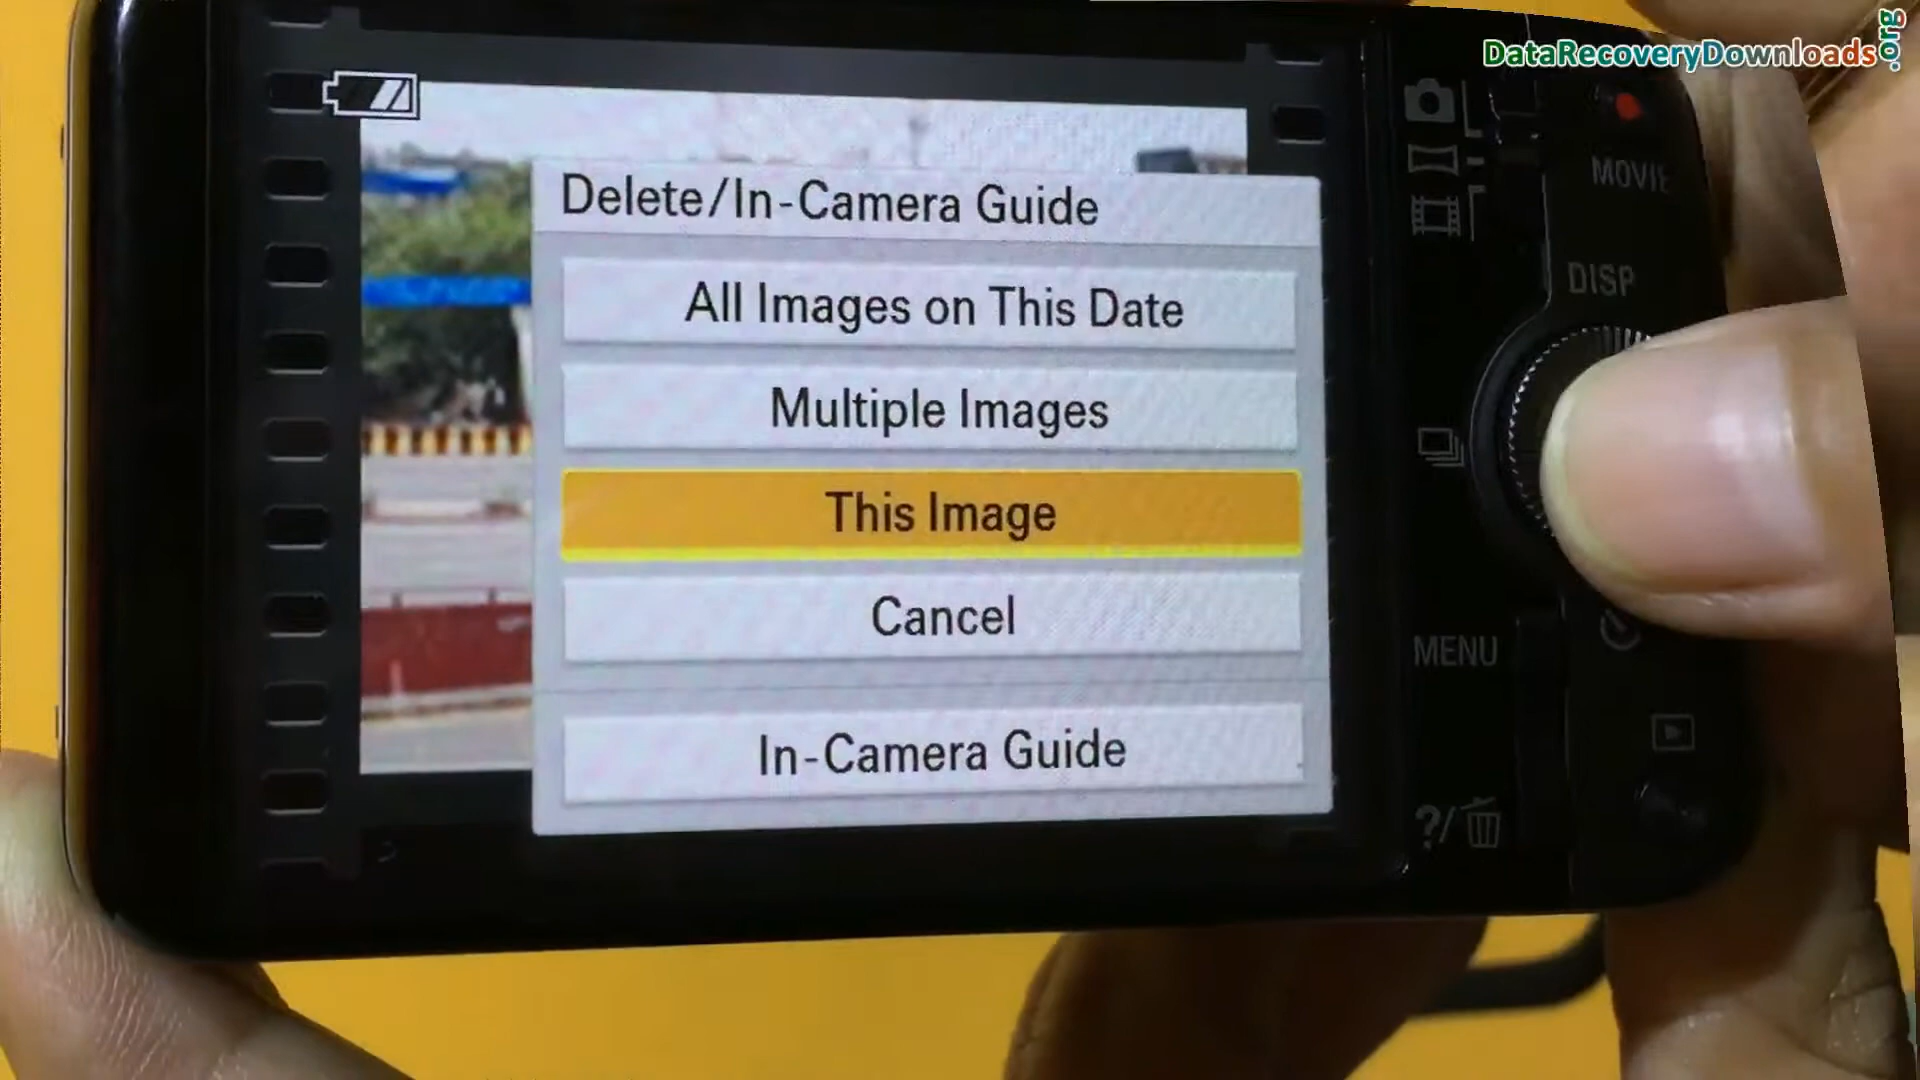 DataRecoveryDownloads.org
Delete/In-Camera Guide
All Images on This Date
Multiple Images
This Image
Cancel
In-Camera Guide
MOVIE
DISP
MENU
?/